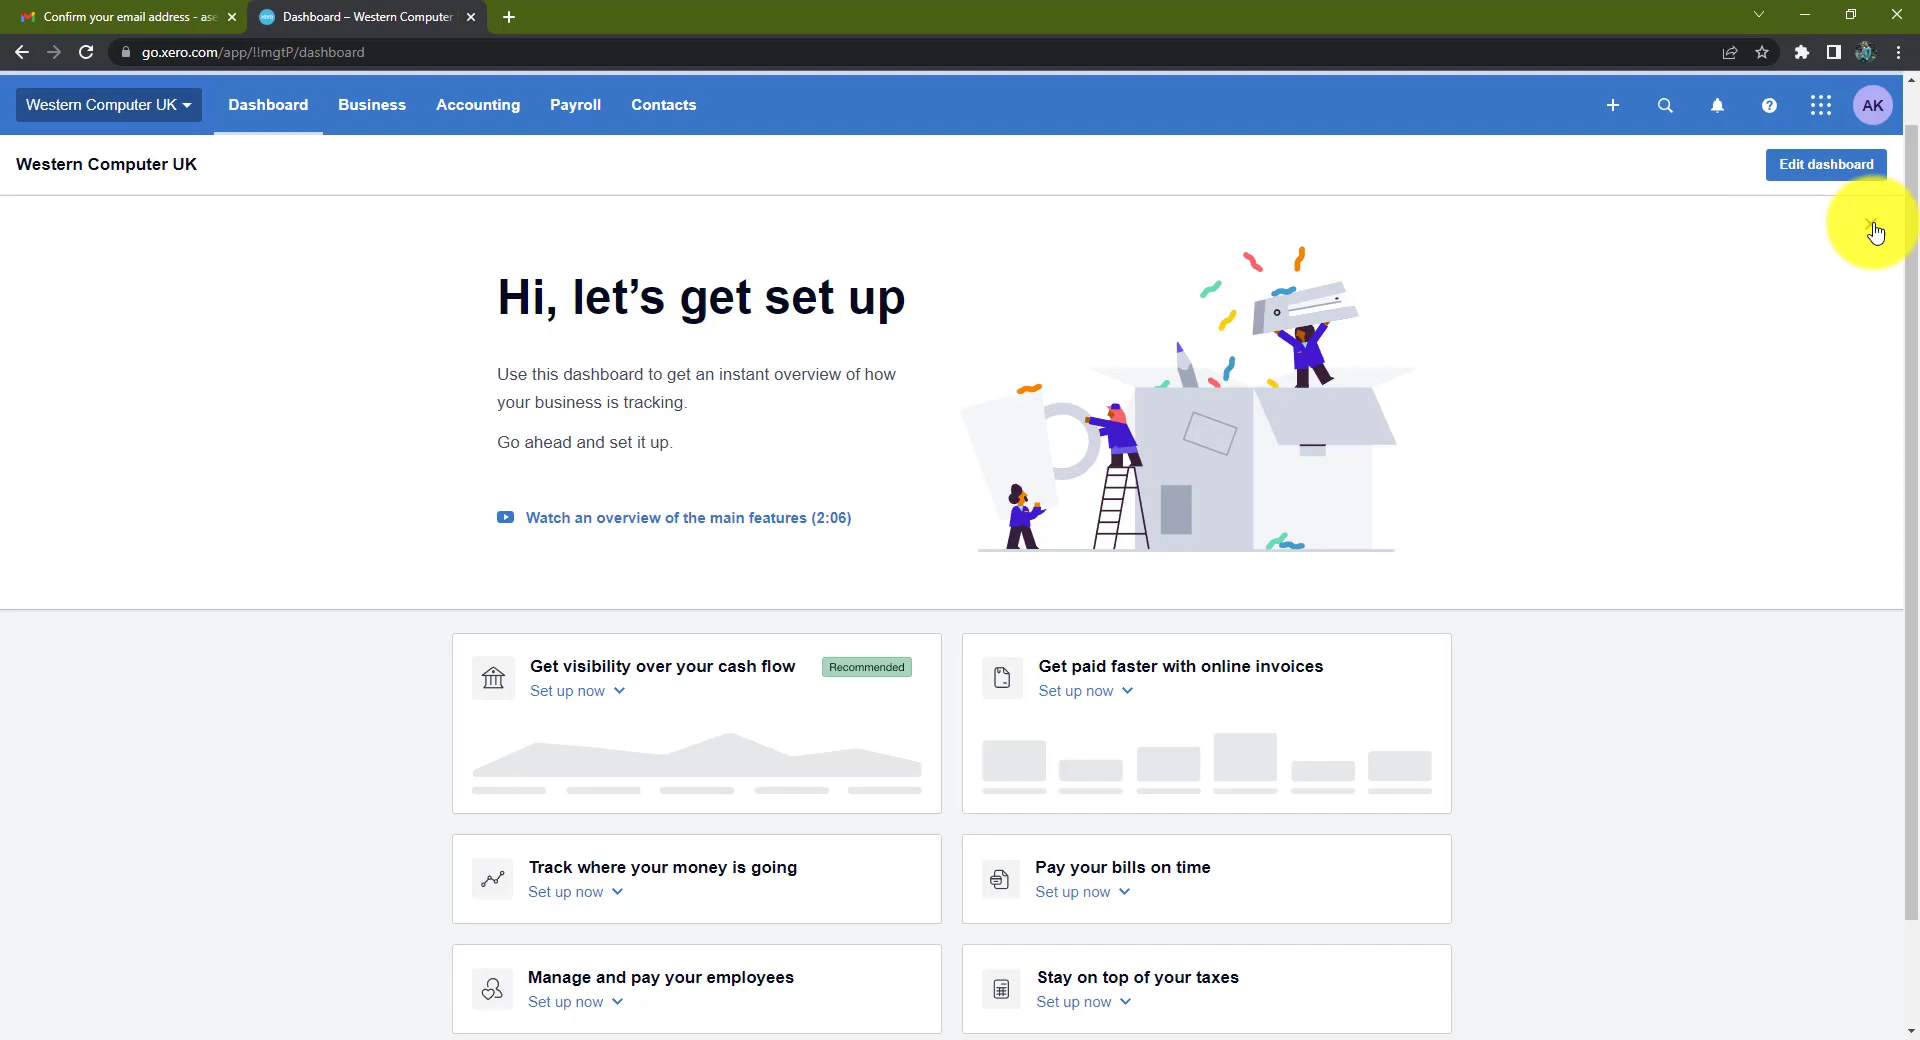 Confirm your email address - ase
Dashboard – Western Computer
go.xero.com/app/!!mgtP/dashboard
Western Computer UK
Dashboard
Business
Accounting
Payroll
Contacts
AK
Western Computer UK
Edit dashboard
Hi, let’s get set up
Use this dashboard to get an instant overview of how
your business is tracking.
Go ahead and set it up.
Watch an overview of the main features (2:06)
Get visibility over your cash flow
Recommended
Set up now
Get paid faster with online invoices
Set up now
Track where your money is going
Set up now
Pay your bills on time
Set up now
Manage and pay your employees
Set up now
Stay on top of your taxes
Set up now